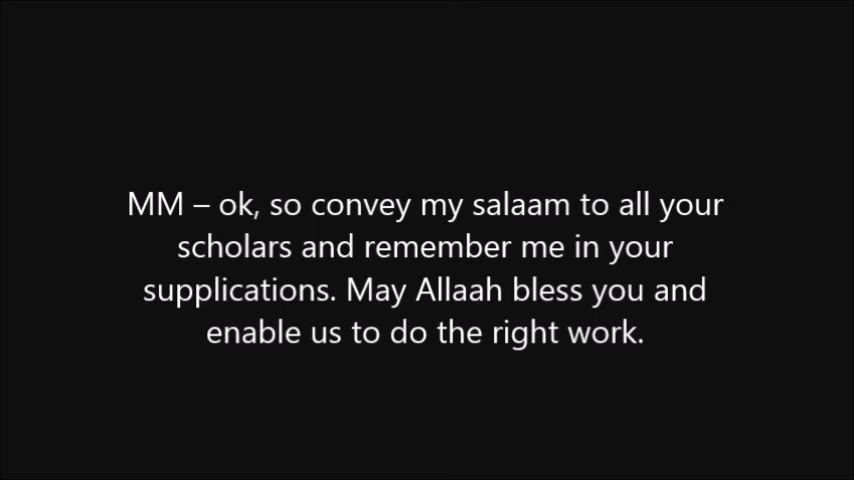 MM – ok, so convey my salaam to all your
scholars and remember me in your
supplications. May Allaah bless you and
enable us to do the right work.